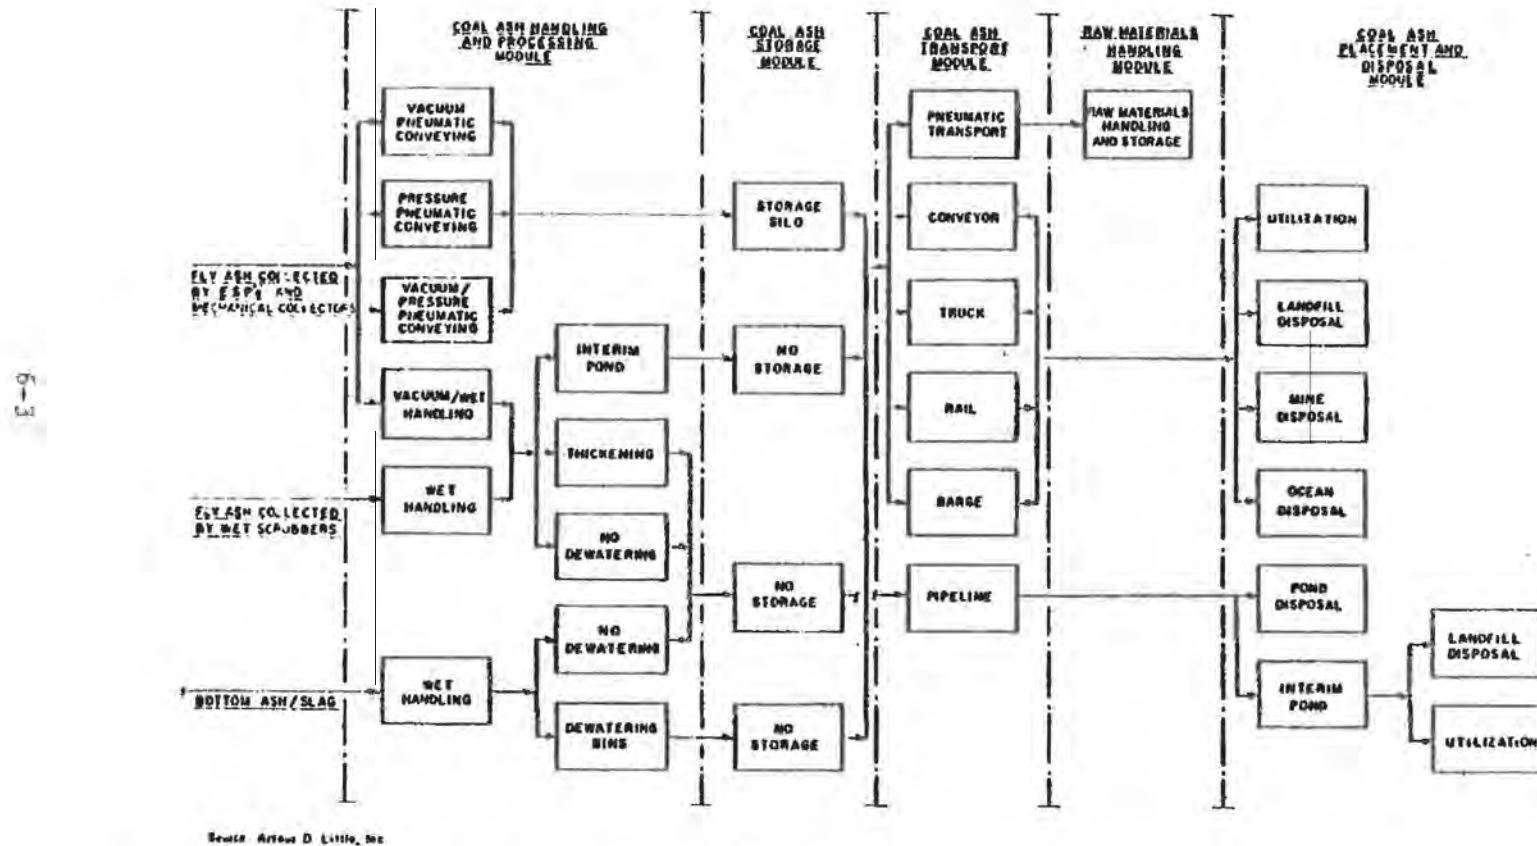 COAL ASH HANDLING
AND PROCESSING
MODULE
COAL ASH
STORAGE
MODULE
COAL ASH
TRANSPORT
MODULE
RAW MATERIALS
HANDLING
MODULE
COAL ASH
PLACEMENT AND
DISPOSAL
MODULE
VACUUM
PNEUMATIC
CONVEYING
PNEUMATIC
TRANSPORT
RAW MATERIALS
HANDLING
AND STORAGE
PRESSURE
PNEUMATIC
CONVEYING
STORAGE
SILO
CONVEYOR
UTILIZATION
FLY ASH COLLECTED
BY ESP'S AND
MECHANICAL COLLECTORS
VACUUM/
PRESSURE
PNEUMATIC
CONVEYING
TRUCK
LANDFILL
DISPOSAL
INTERIM
POND
NO
STORAGE
VACUUM/WET
HANDLING
RAIL
MINE
DISPOSAL
THICKENING
FLY ASH COLLECTED
BY WET SCRUBBERS
WET
HANDLING
BARGE
OCEAN
DISPOSAL
NO
DEWATERING
NO
STORAGE
PIPELINE
POND
DISPOSAL
NO
DEWATERING
LANDFILL
DISPOSAL
BOTTOM ASH/SLAG
WET
HANDLING
INTERIM
POND
DEWATERING
BINS
NO
STORAGE
UTILIZATION
Source Arthur D. Little, Inc